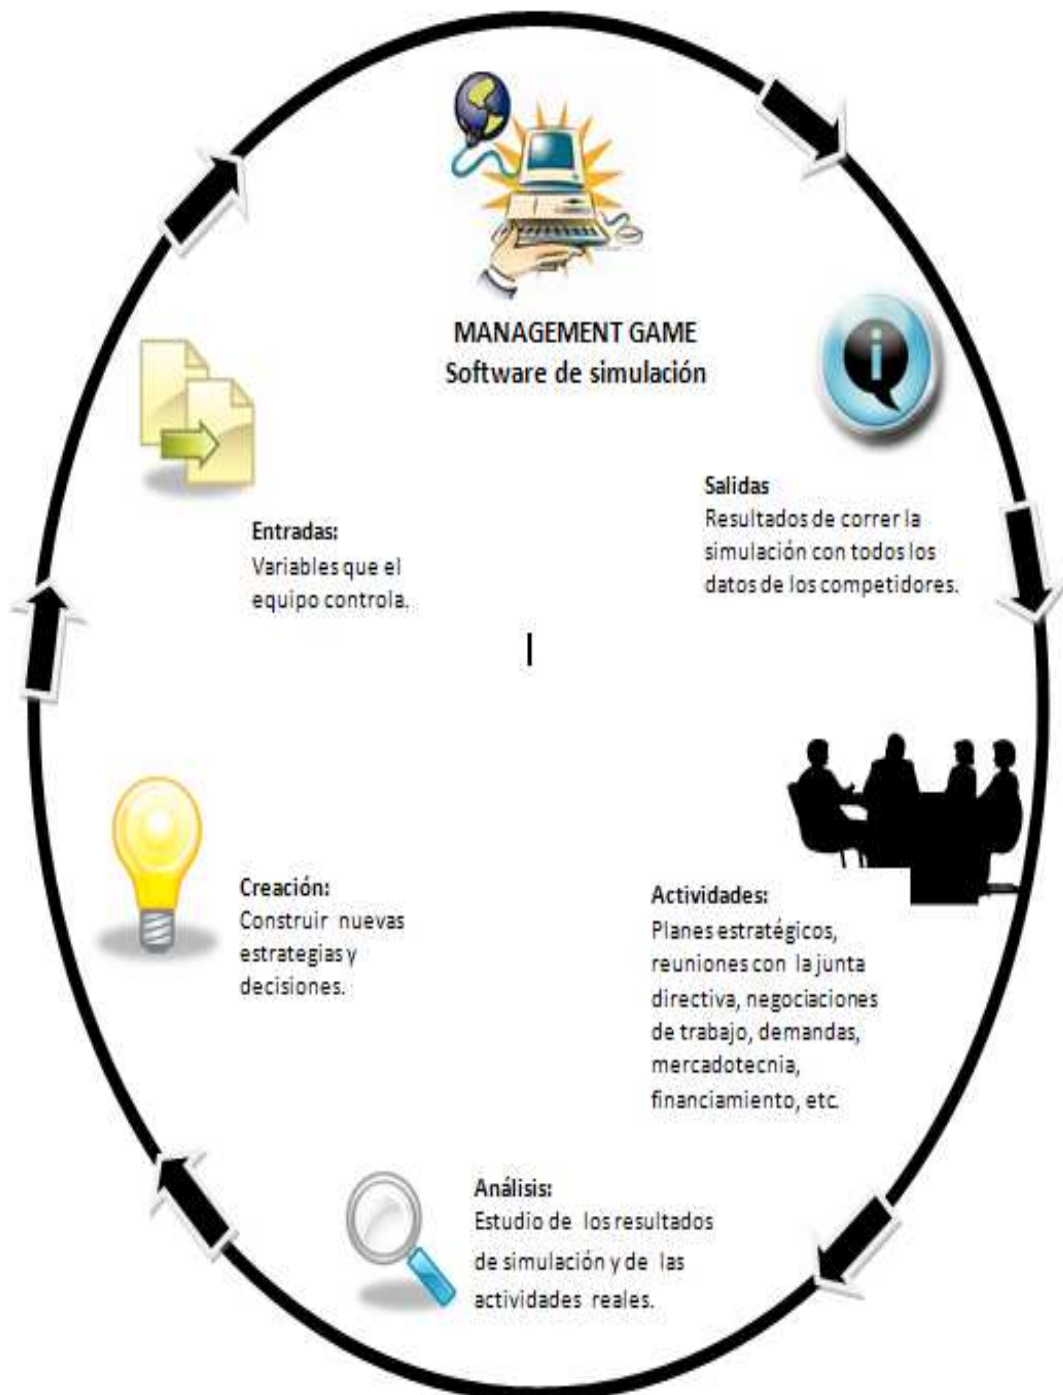 MANAGEMENT GAME
Software de simulación
i
Salidas
Resultados de correr la
simulación con todos los
datos de los competidores.
Entradas:
Variables que el
equipo controla.
Creación:
Construir nuevas
estrategias y
decisiones.
Actividades:
Planes estratégicos,
reuniones con la junta
directiva, negociaciones
de trabajo, demandas,
mercadotecnia,
financiamiento, etc.
Análisis:
Estudio de los resultados
de simulación y de las
actividades reales.